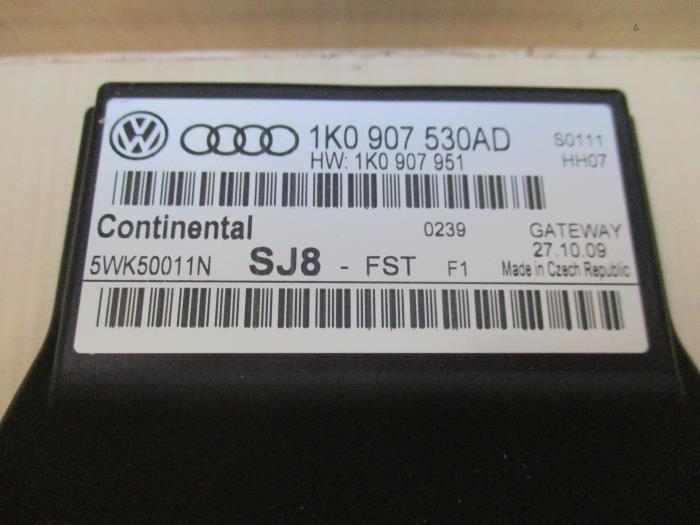 1K0 907 530AD S0111
HW: 1K0 907 951 HH07
Continental 0239 GATEWAY
27.10.09
5WK50011N SJ8 - FST F1 Made in Czech Republic